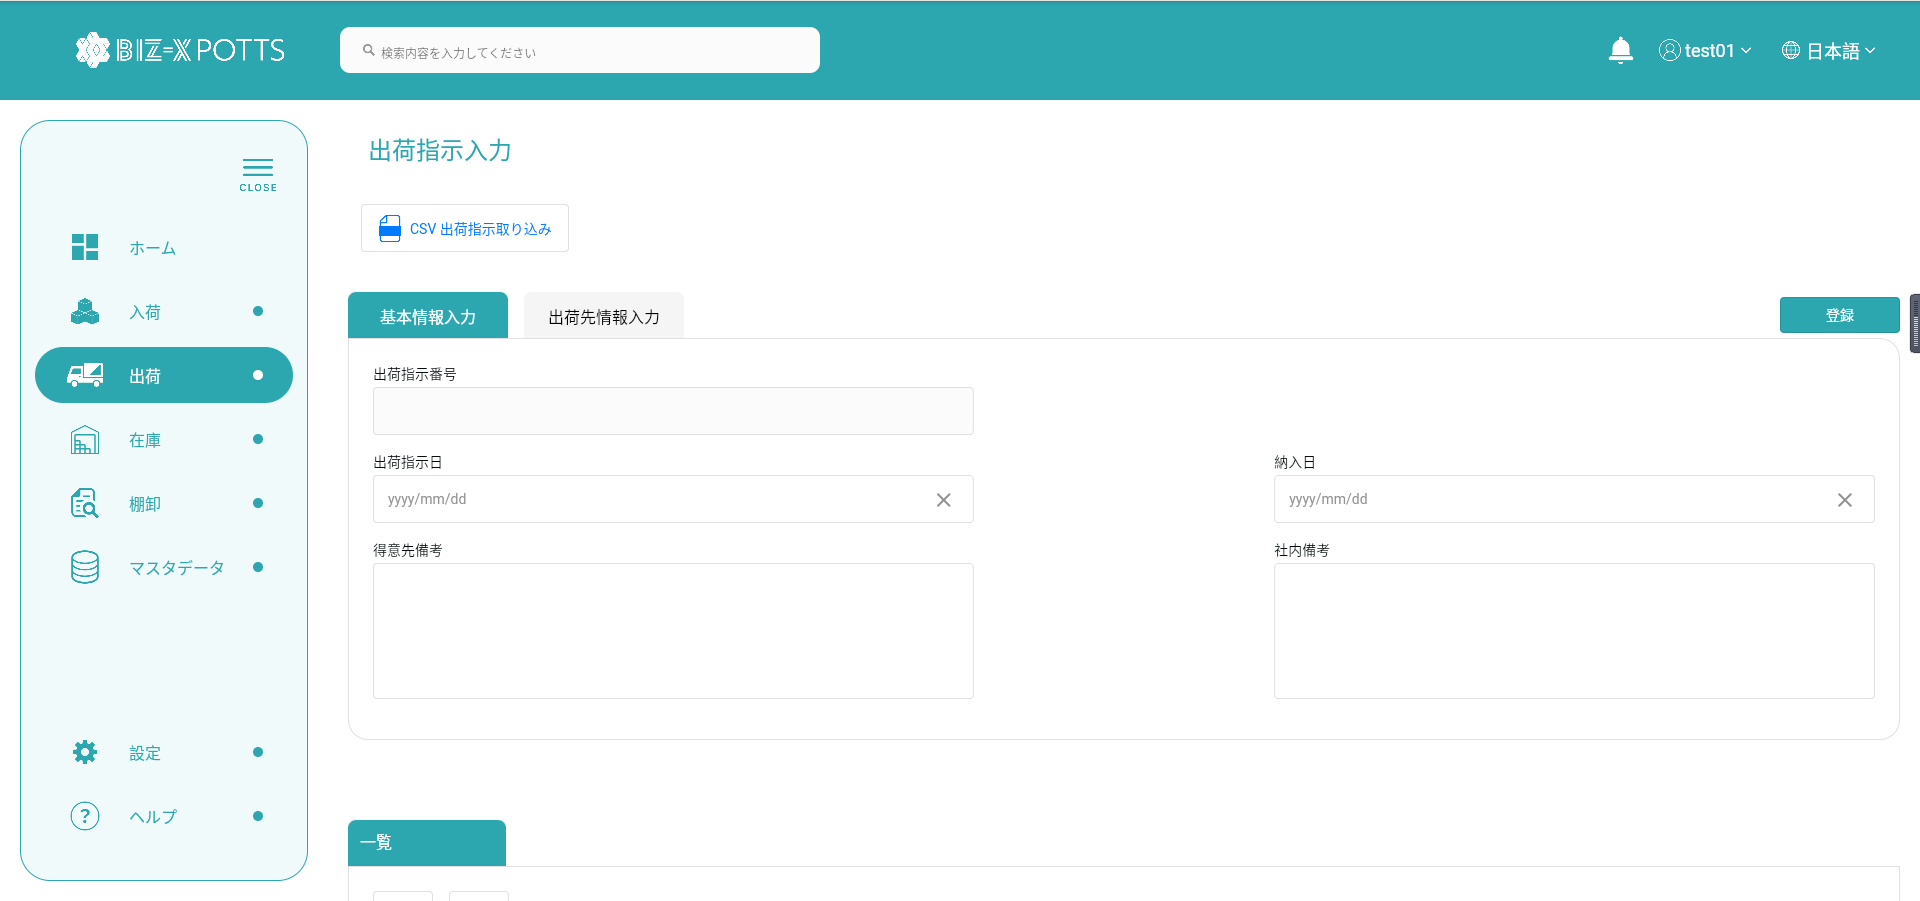 BIZ-X POTTS
検索内容を入力してください
test01
日本語
CLOSE
ホーム
入荷
出荷
在庫
棚卸
マスタデータ
設定
ヘルプ
出荷指示入力
CSV 出荷指示取り込み
基本情報入力
出荷先情報入力
登録
出荷指示番号
出荷指示日
納入日
yyyy/mm/dd
yyyy/mm/dd
得意先備考
社内備考
一覧